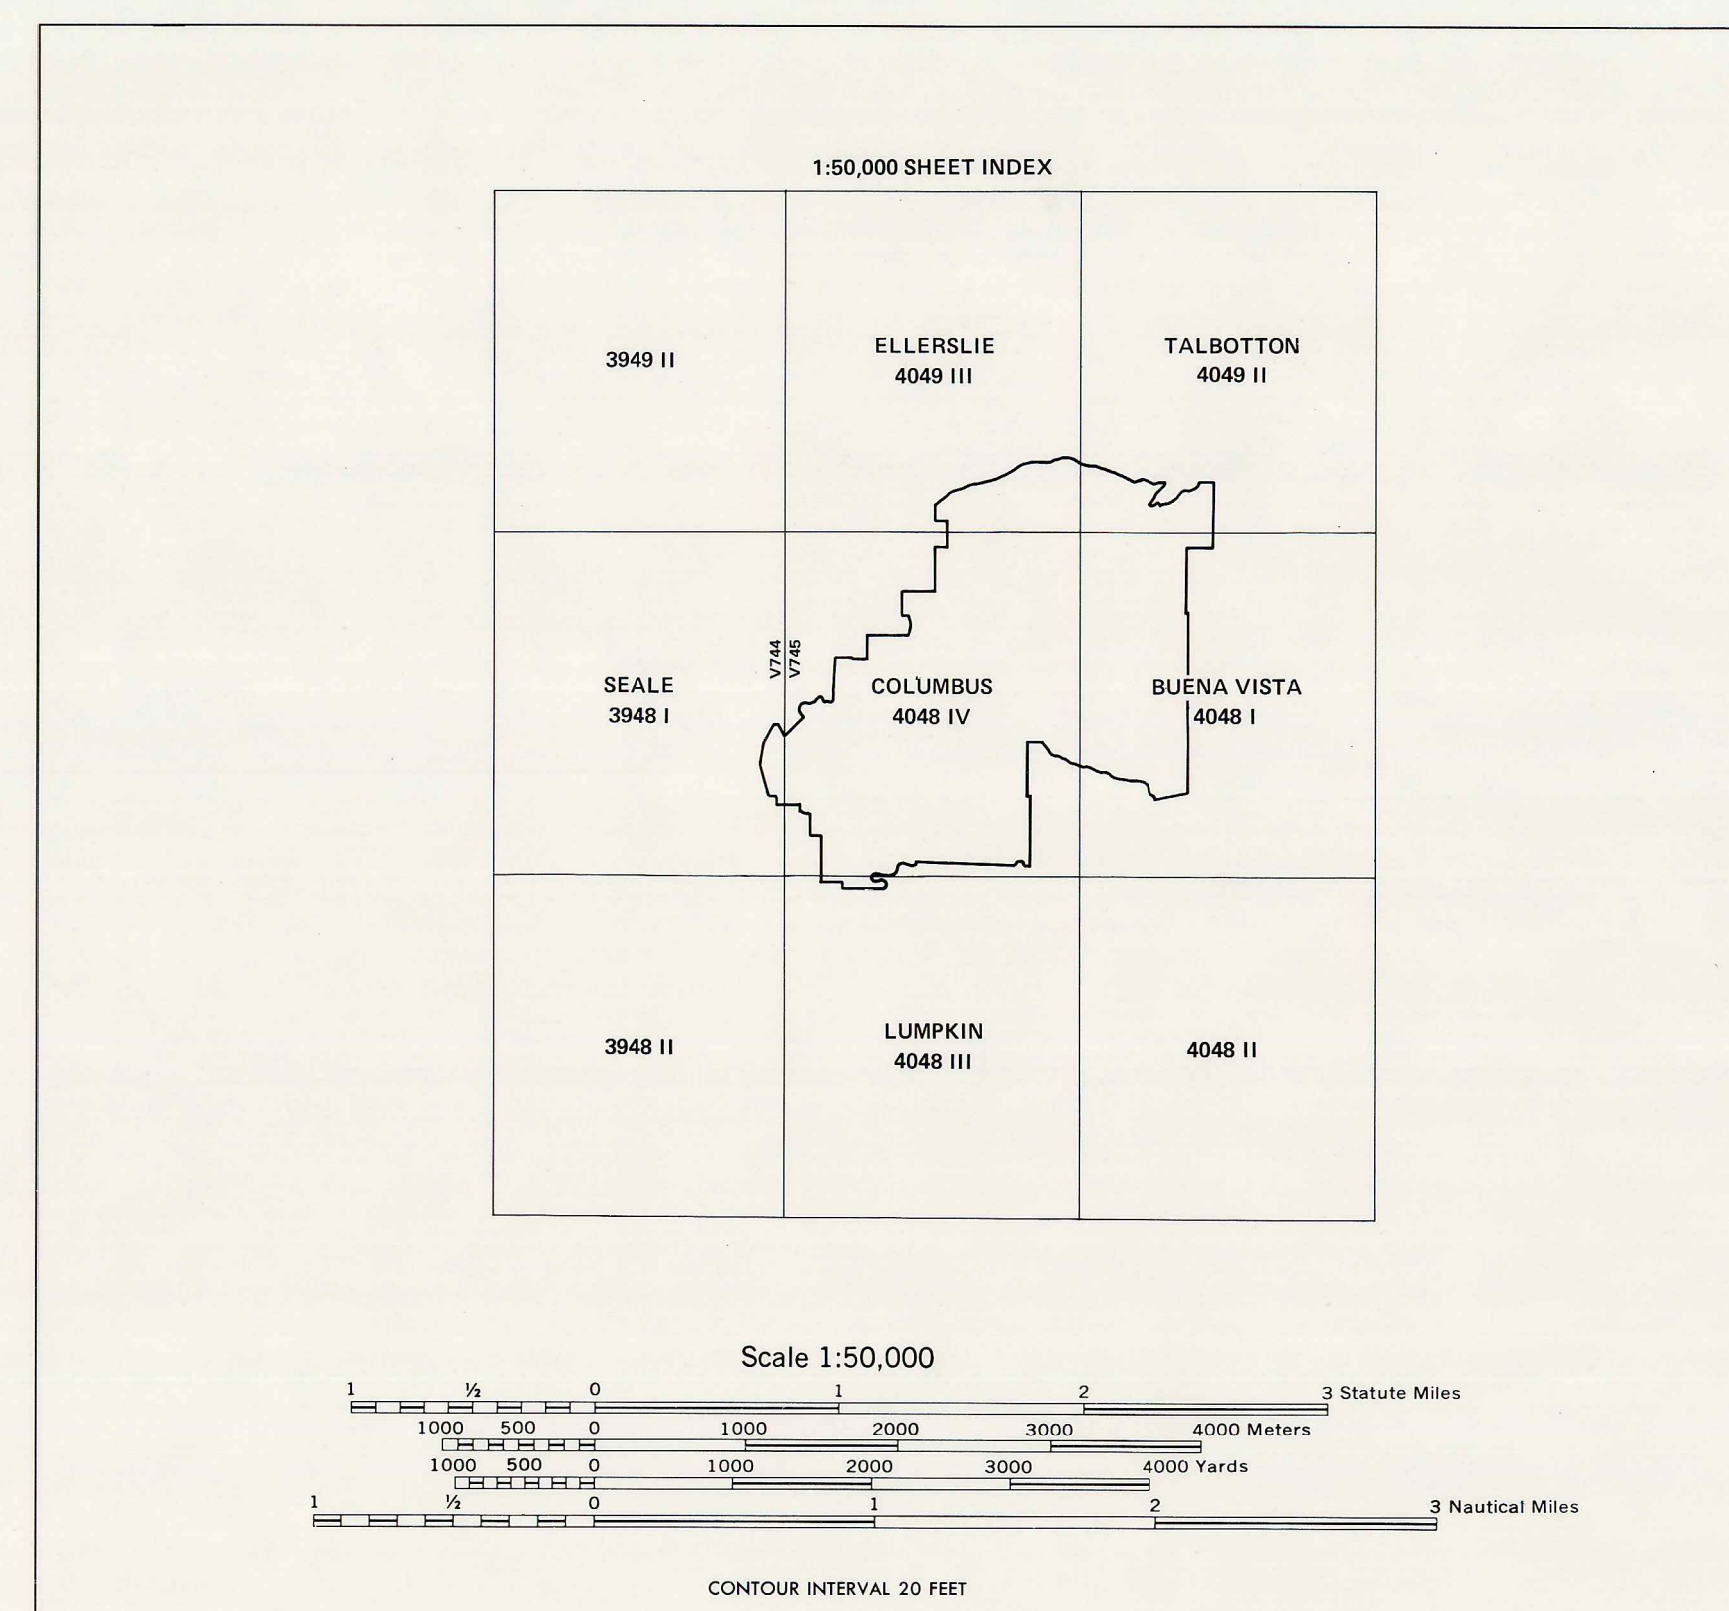 1:50,000 SHEET INDEX
3949 II
ELLERSLIE
4049 III
TALBOTTON
4049 II
V744
V745
SEALE
3948 I
COLUMBUS
4048 IV
BUENA VISTA
4048 I
3948 II
LUMPKIN
4048 III
4048 II
Scale 1:50,000
1 ½ 0 1 2 3 Statute Miles
1000 500 0 1000 2000 3000 4000 Meters
1000 500 0 1000 2000 3000 4000 Yards
1 ½ 0 1 2 3 Nautical Miles
CONTOUR INTERVAL 20 FEET